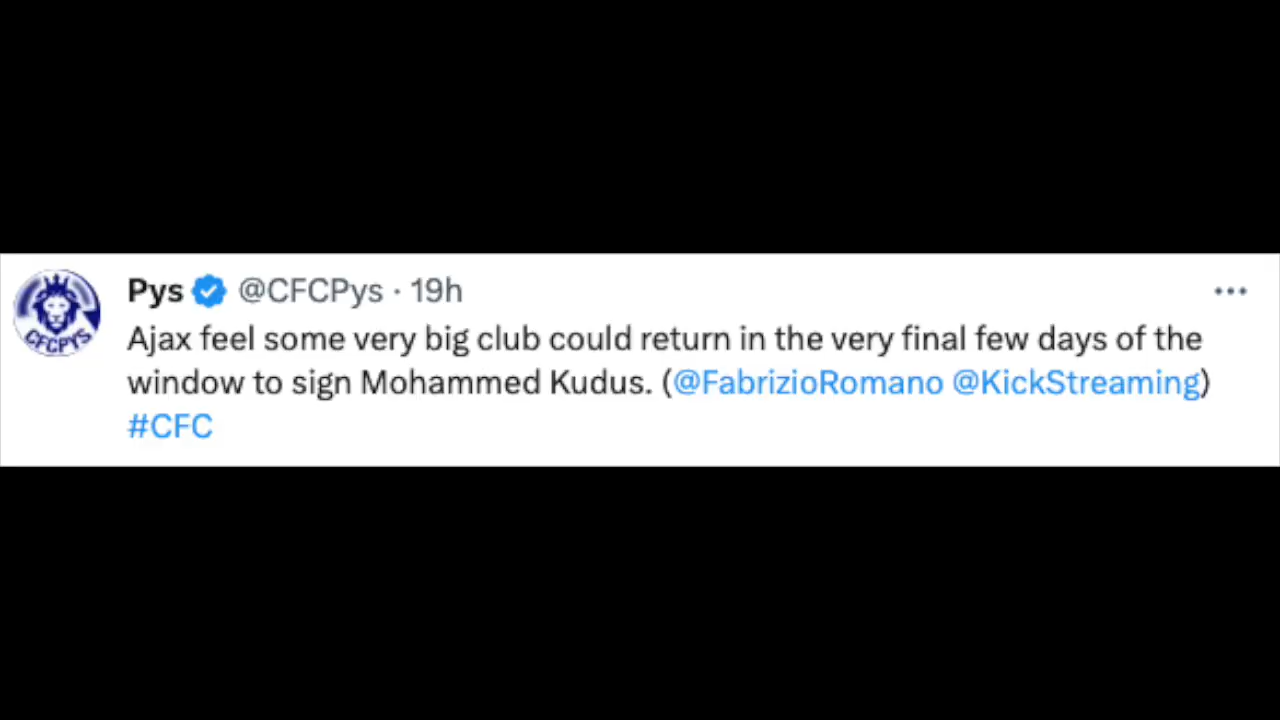 Pys @CFCPys · 19h
Ajax feel some very big club could return in the very final few days of the
window to sign Mohammed Kudus. (@FabrizioRomano @KickStreaming)
#CFC
CFCPYS